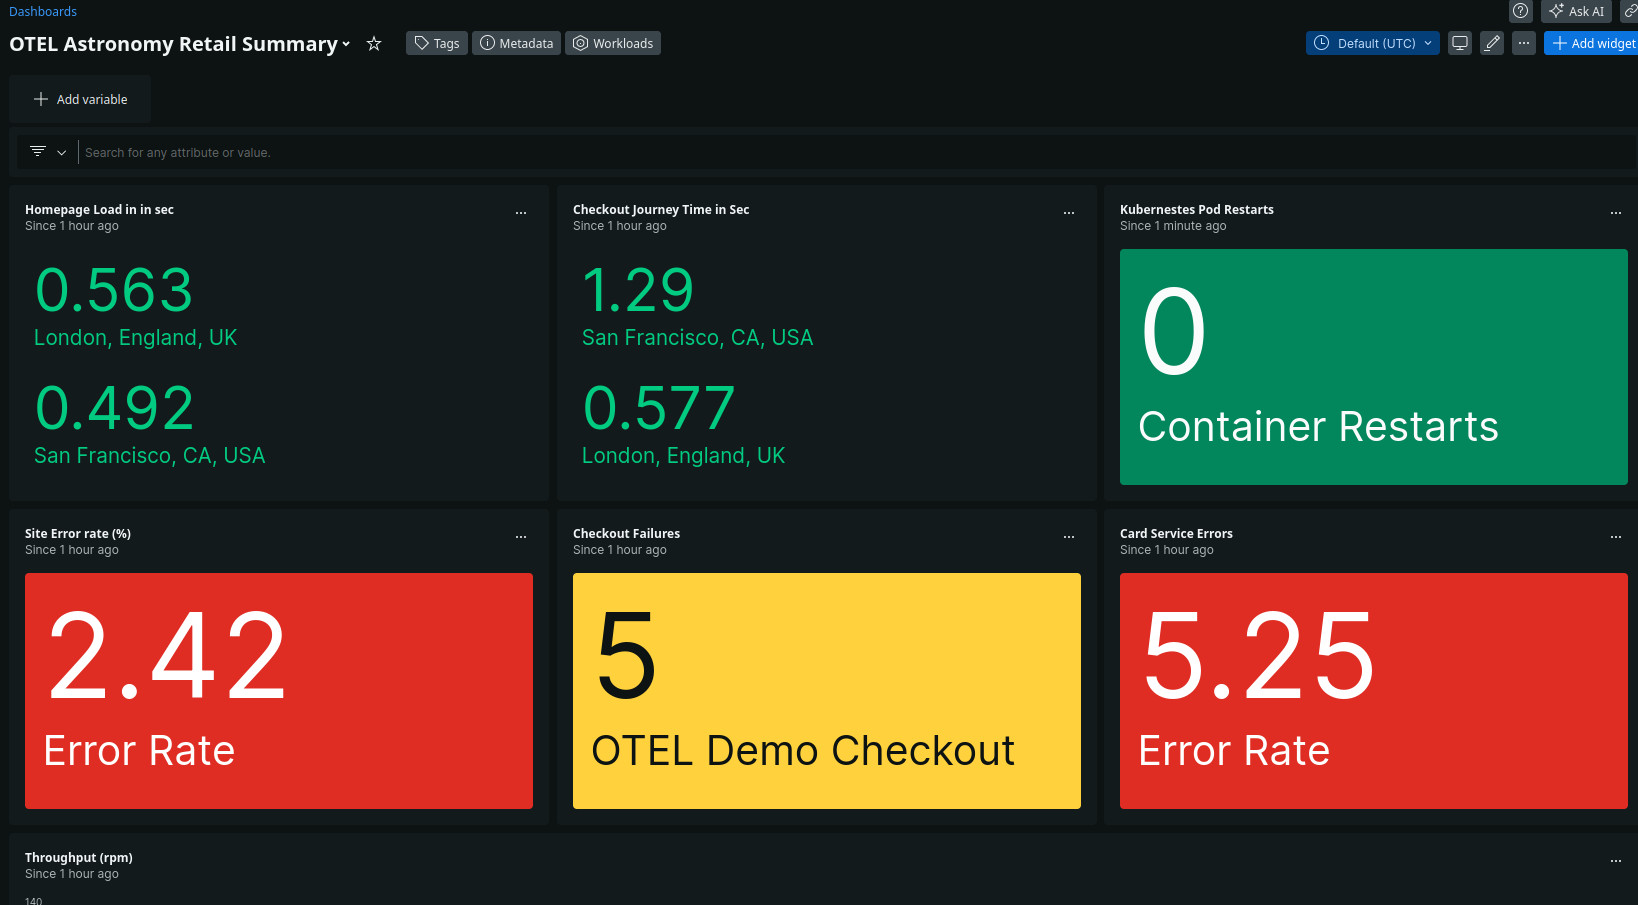 Dashboards
Ask AI
OTEL Astronomy Retail Summary
Tags
Metadata
Workloads
Default (UTC)
Add widget
Add variable
Search for any attribute or value.
Homepage Load in in sec
Since 1 hour ago
0.563
London, England, UK
0.492
San Francisco, CA, USA
Checkout Journey Time in Sec
Since 1 hour ago
1.29
San Francisco, CA, USA
0.577
London, England, UK
Kubernestes Pod Restarts
Since 1 minute ago
0
Container Restarts
Site Error rate (%)
Since 1 hour ago
2.42
Error Rate
Checkout Failures
Since 1 hour ago
5
OTEL Demo Checkout
Card Service Errors
Since 1 hour ago
5.25
Error Rate
Throughput (rpm)
Since 1 hour ago
140